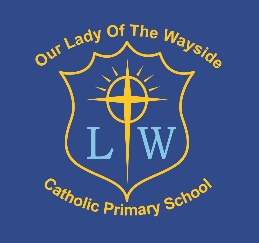 Our Lady Of The Wayside
L W
Catholic Primary School